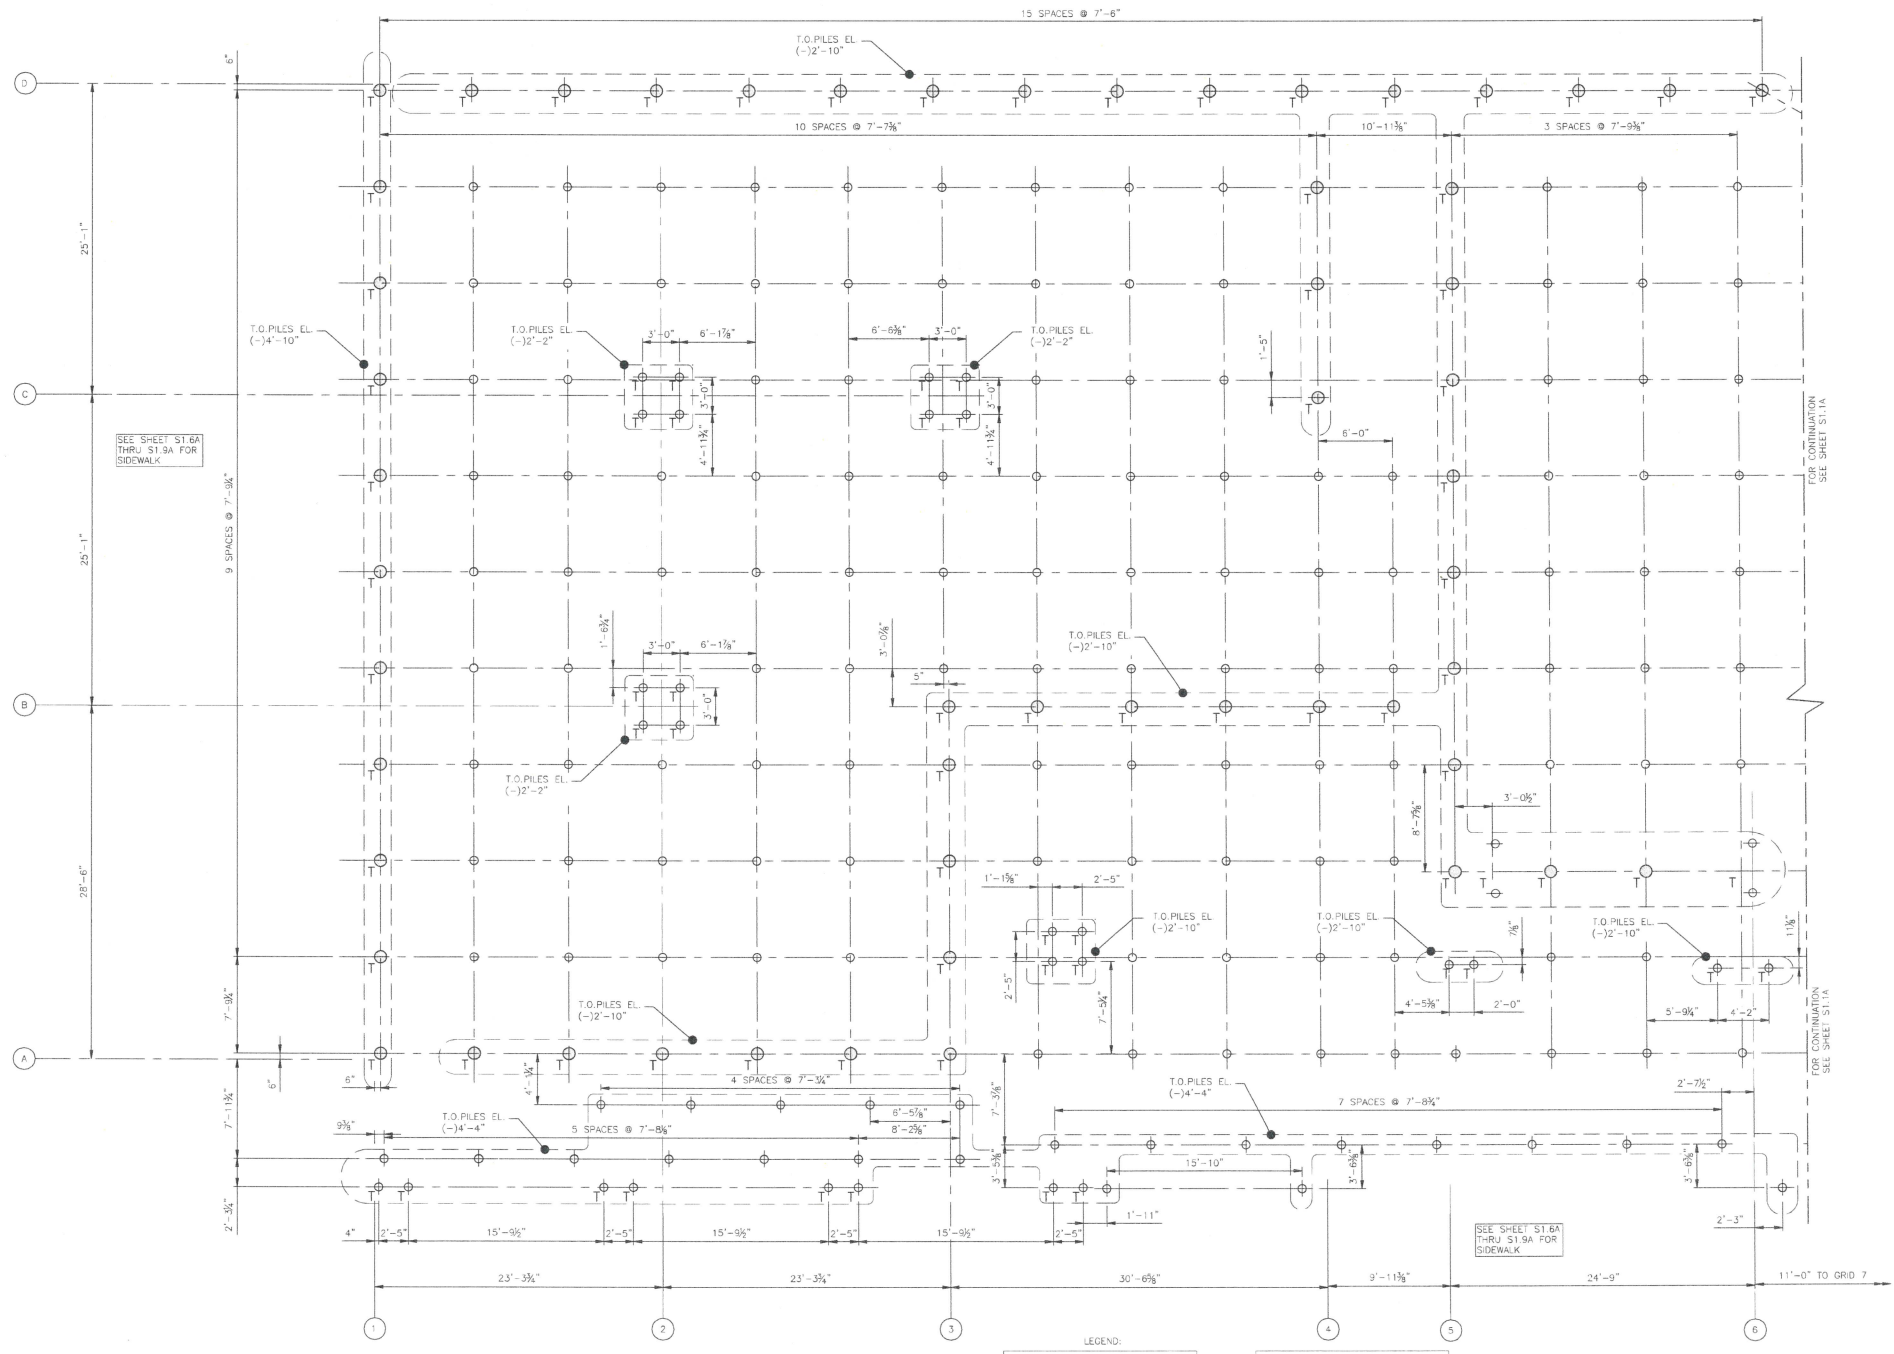 15 SPACES @ 7'-6"
T.O.PILES EL.
(-)2'-10"
6"
D
T T T T T T T T T T T T T T T T
10 SPACES @ 7'-7⅜"
10'-11⅜"
3 SPACES @ 7'-9⅜"
T T T
25'-1"
T T T
T.O.PILES EL.
(-)4'-10"
T.O.PILES EL.
(-)2'-2"
3'-0"
6'-1⅞"
6'-6⅜"
3'-0"
T.O.PILES EL.
(-)2'-2"
1'-5"
T T T T T T
3'-0"
3'-0"
C
T T T T T
SEE SHEET S1.6A
THRU S1.9A FOR
SIDEWALK
4'-11¾"
4'-11¾"
6'-0"
FOR CONTINUATION
SEE SHEET S1.1A
T T
9 SPACES @ 7'-9¼"
25'-1"
T T
1'-6¾"
3'-0"
6'-1⅞"
3'-0⅞"
T.O.PILES EL.
(-)2'-10"
5"
T T
T T
3'-0"
B
T T T T T T
T T
T.O.PILES EL.
(-)2'-2"
T T T
8'-7⅝"
3'-0½"
28'-6"
T T T T T T T
1'-1⅝"
2'-5"
T.O.PILES EL
(-)2'-10"
T.O.PILES EL.
(-)2'-10"
T.O.PILES EL.
(-)2'-10"
T T
⅞"
11⅛"
T T T T T T T T
2'-5"
7'-5¼"
4'-5⅜"
2'-0"
5'-9¼"
4'-2"
7'-9¼"
T.O.PILES EL.
(-)2'-10"
FOR CONTINUATION
SEE SHEET S1.1A
A
T T T T T T T
6"
6"
4'-1¼"
4 SPACES @ 7'-3¼"
T.O.PILES EL.
(-)4'-4"
2'-7½"
7'-11¾"
7'-3⅞"
7 SPACES @ 7'-8¾"
T.O.PILES EL.
(-)4'-4"
6'-5⅞"
9⅜"
5 SPACES @ 7'-8⅛"
8'-2⅝"
3'-5¾"
15'-10"
3'-6⅜"
3'-6⅜"
2'-3¼"
T T T T T T
1'-11"
4"
2'-5"
15'-9½"
2'-5"
15'-9½"
2'-5"
15'-9½"
2'-5"
2'-3"
SEE SHEET S1.6A
THRU S1.9A FOR
SIDEWALK
23'-3¾"
23'-3¾"
30'-6⅝"
9'-11⅜"
24'-9"
11'-0" TO GRID 7
1
2
3
4
5
6
LEGEND: